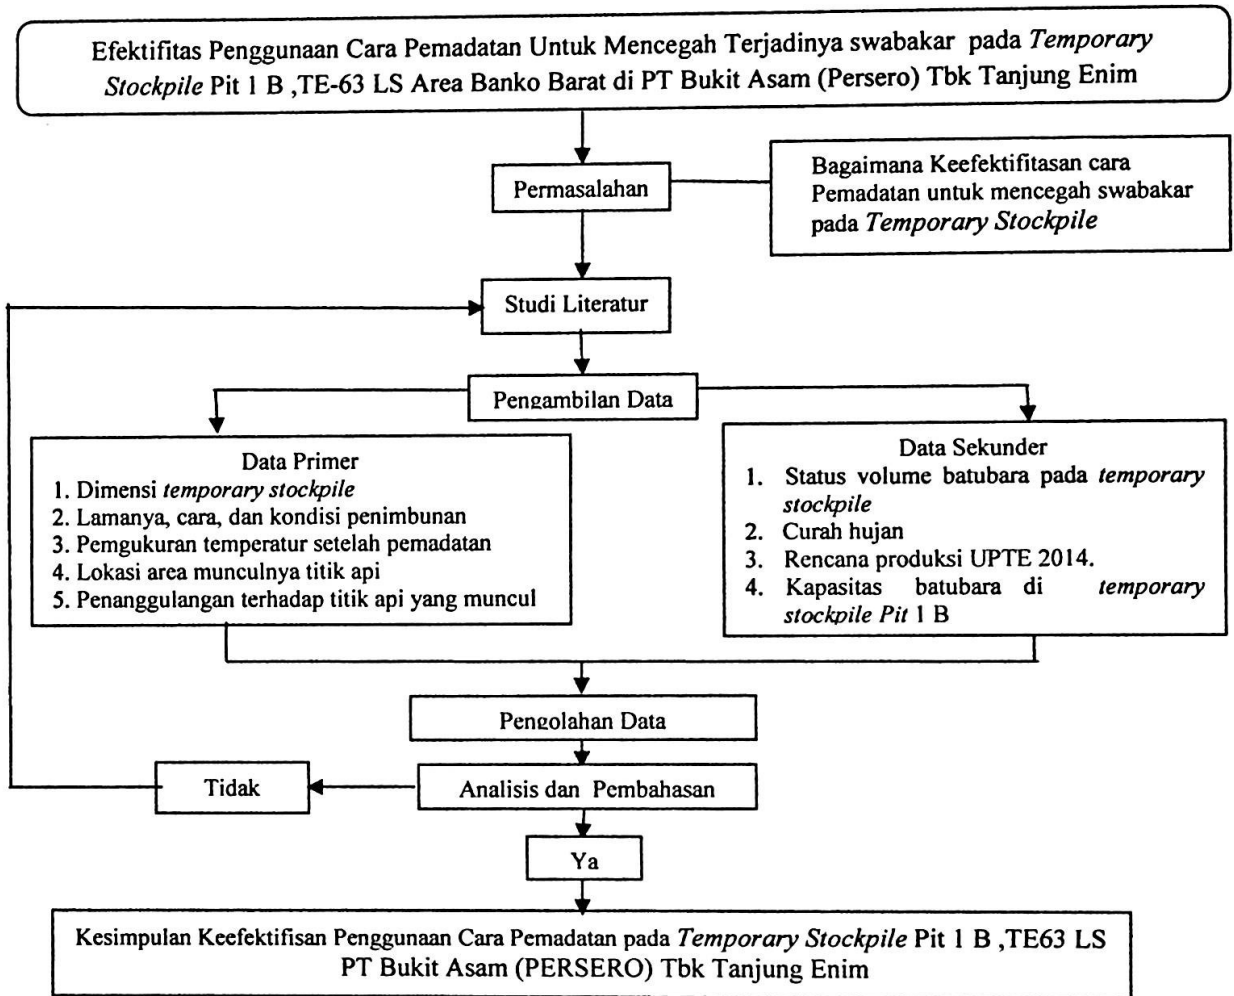 Efektifitas Penggunaan Cara Pemadatan Untuk Mencegah Terjadinya swabakar pada Temporary
Stockpile Pit 1 B ,TE-63 LS Area Banko Barat di PT Bukit Asam (Persero) Tbk Tanjung Enim
Permasalahan
Bagaimana Keefektifitasan cara
Pemadatan untuk mencegah swabakar
pada Temporary Stockpile
Studi Literatur
Pengambilan Data
Data Primer
1. Dimensi temporary stockpile
2. Lamanya, cara, dan kondisi penimbunan
3. Pemgukuran temperatur setelah pemadatan
4. Lokasi area munculnya titik api
5. Penanggulangan terhadap titik api yang muncul
Data Sekunder
1. Status volume batubara pada temporary
stockpile
2. Curah hujan
3. Rencana produksi UPTE 2014.
4. Kapasitas batubara di temporary
stockpile Pit 1 B
Pengolahan Data
Tidak
Analisis dan Pembahasan
Ya
Kesimpulan Keefektifisan Penggunaan Cara Pemadatan pada Temporary Stockpile Pit 1 B ,TE63 LS
PT Bukit Asam (PERSERO) Tbk Tanjung Enim